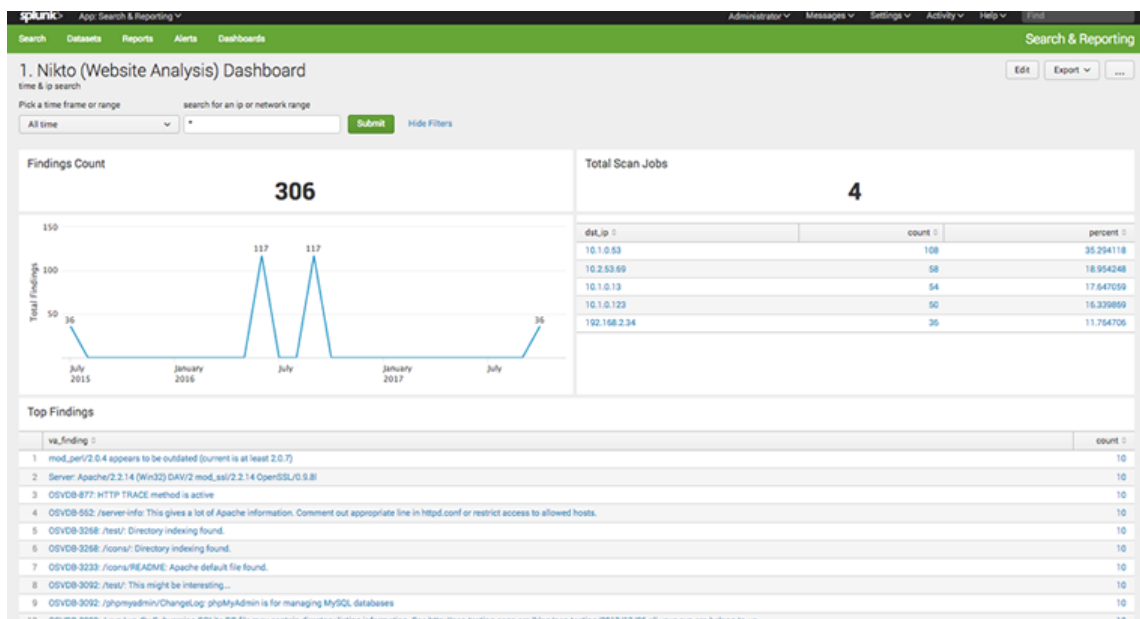 splunk> App: Search & Reporting Administrator Messages Settings Activity Help Find
Search Datasets Reports Alerts Dashboards Search & Reporting
1. Nikto (Website Analysis) Dashboard Edit Export ...
time & ip search
Pick a time frame or range search for an ip or network range
All time * Submit Hide Filters
Findings Count
306
Total Scan Jobs
4
150
100
50
Total Findings
36 117 117 36
July January July January July
2015 2016 2017
dst_ip count percent
10.1.0.53 108 35.294118
10.2.53.69 58 18.954248
10.1.0.13 54 17.647059
10.1.0.123 50 16.339869
192.168.2.34 36 11.764706
Top Findings
va_finding count
1 mod_perl/2.0.4 appears to be outdated (current is at least 2.0.7) 10
2 Server: Apache/2.2.14 (Win32) DAV/2 mod_ssl/2.2.14 OpenSSL/0.9.8l 10
3 OSVDB-877: HTTP TRACE method is active 10
4 OSVDB-562: /server-info: This gives a lot of Apache information. Comment out appropriate line in httpd.conf or restrict access to allowed hosts. 10
5 OSVDB-3268: /test/: Directory indexing found. 10
6 OSVDB-3268: /icons/: Directory indexing found. 10
7 OSVDB-3233: /icons/README: Apache default file found. 10
8 OSVDB-3092: /test/: This might be interesting... 10
9 OSVDB-3092: /phpmyadmin/ChangeLog: phpMyAdmin is for managing MySQL databases 10